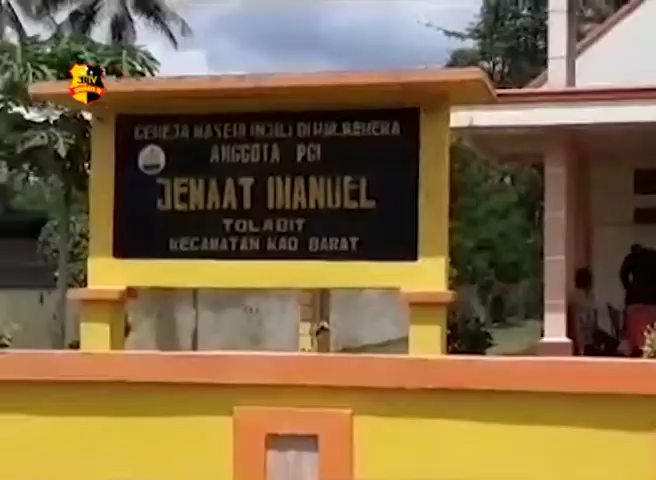 GEREJA MASEHI INJILI DI HALMAHERA
ANGGOTA PGI
JEMAAT IMANUEL
TOLABIT
KECAMATAN KAO BARAT